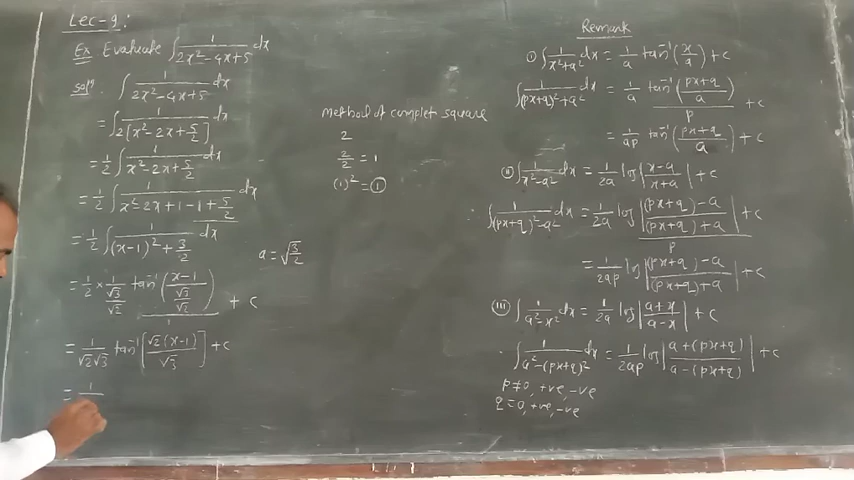 Lec-9:
Ex Evaluate ∫ 1/(2x²-4x+5) dx
solⁿ. ∫ 1/(2x²-4x+5) dx
= ∫ 1/(2[x²-2x+5/2]) dx
= 1/2 ∫ 1/(x²-2x+5/2) dx
= 1/2 ∫ 1/(x²-2x+1-1+5/2) dx
= 1/2 ∫ 1/((x-1)²+3/2) dx
= 1/2 × 1/(√3/√2) tan⁻¹((x-1)/(√3/√2))/1 + c
= 1/(√2√3) tan⁻¹[√2(x-1)/√3] + c
= 1/
method of complet square
2
2/2 = 1
(1)² = ①
a = √(3/2)
Remark
① ∫ 1/(x²+a²) dx = 1/a tan⁻¹(x/a) + c
∫ 1/((px+q)²+a²) dx = 1/a tan⁻¹((px+q)/a)/p + c
= 1/ap tan⁻¹((px+q)/a) + c
ⅱ ∫ 1/(x²-a²) dx = 1/2a log|(x-a)/(x+a)| + c
∴ ∫ 1/((px+q)²-a²) dx = 1/2a log|((px+q)-a)/((px+q)+a)|/p + c
= 1/2ap log|((px+q)-a)/((px+q)+a)| + c
ⅲ ∫ 1/(a²-x²) dx = 1/2a log|(a+x)/(a-x)| + c
∫ 1/(a²-(px+q)²) dx = 1/2ap log|(a+(px+q))/(a-(px+q))| + c
p≠0, +ve, -ve
q=0, +ve, -ve